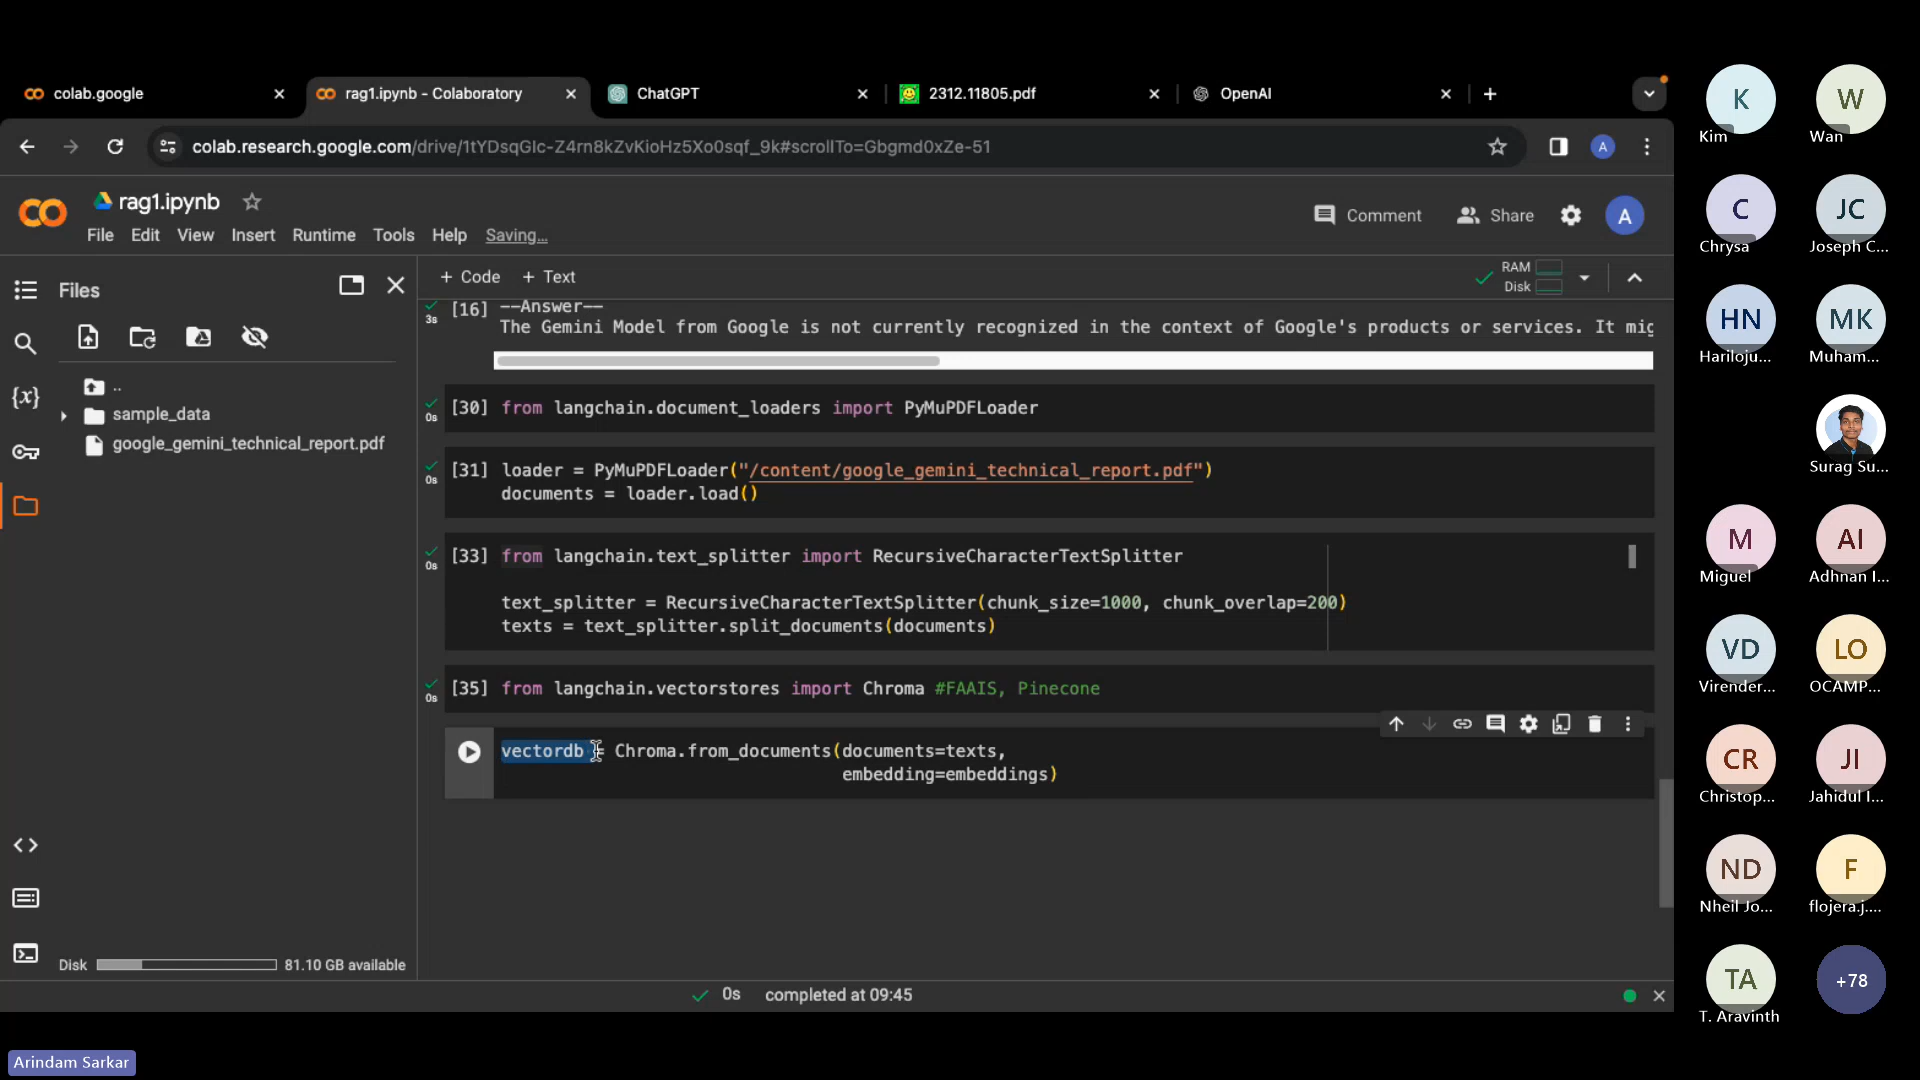 colab.google
rag1.ipynb - Colaboratory
ChatGPT
2312.11805.pdf
OpenAI
colab.research.google.com/drive/1tYDsqGlc-Z4rn8kZvKioHz5Xo0sqf_9k#scrollTo=Gbgmd0xZe-51
A
rag1.ipynb
Comment
Share
A
File Edit View Insert Runtime Tools Help Saving...
Files
+ Code + Text
RAM
Disk
..
sample_data
google_gemini_technical_report.pdf
{x}
Disk
81.10 GB available
3s
[16] --Answer--
The Gemini Model from Google is not currently recognized in the context of Google's products or services. It mig
0s
[30] from langchain.document_loaders import PyMuPDFLoader
0s
[31] loader = PyMuPDFLoader("/content/google_gemini_technical_report.pdf")
documents = loader.load()
0s
[33] from langchain.text_splitter import RecursiveCharacterTextSplitter
text_splitter = RecursiveCharacterTextSplitter(chunk_size=1000, chunk_overlap=200)
texts = text_splitter.split_documents(documents)
0s
[35] from langchain.vectorstores import Chroma #FAAIS, Pinecone
vectordb = Chroma.from_documents(documents=texts,
embedding=embeddings)
0s completed at 09:45
K
Kim
W
Wan
C
Chrysa
JC
Joseph C...
HN
Hariloju...
MK
Muham...
Surag Su...
M
Miguel
AI
Adhnan I...
VD
Virender...
LO
OCAMP...
CR
Christop...
JI
Jahidul I...
ND
Nheil Jo...
F
flojera.j....
TA
T. Aravinth
+78
Arindam Sarkar